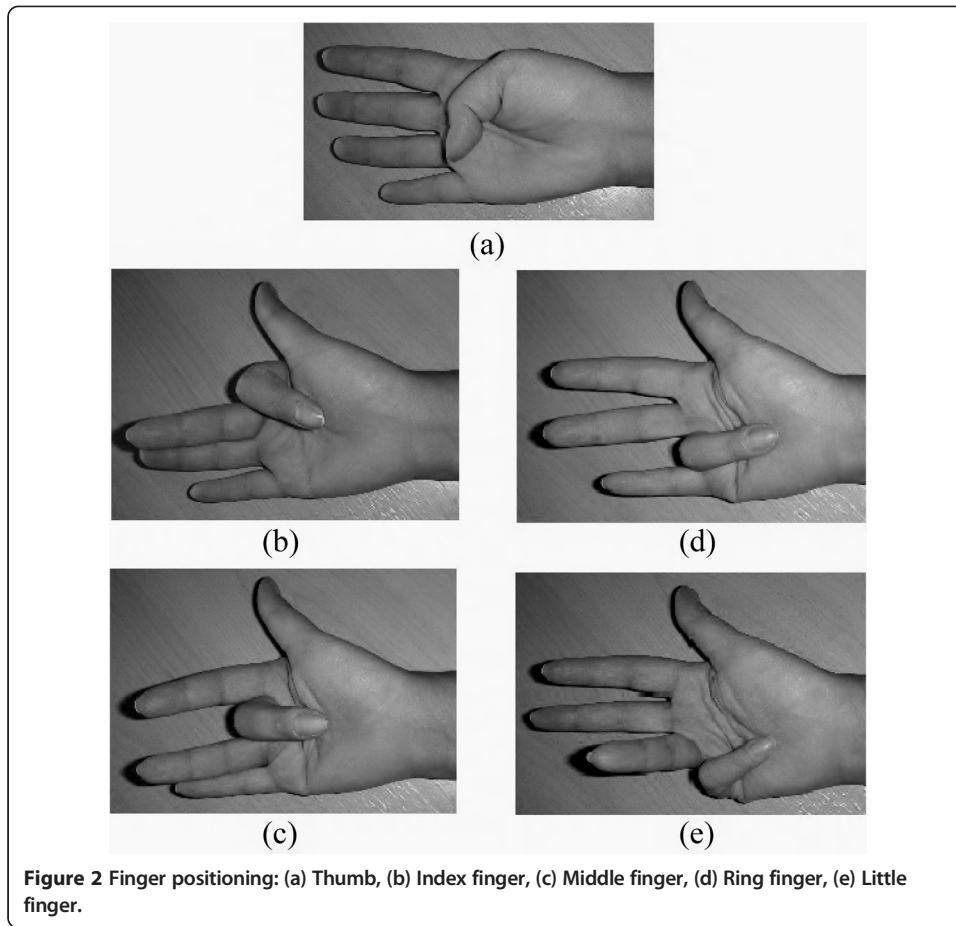 (a)
(b)
(d)
(c)
(e)
Figure 2 Finger positioning: (a) Thumb, (b) Index finger, (c) Middle finger, (d) Ring finger, (e) Little
finger.